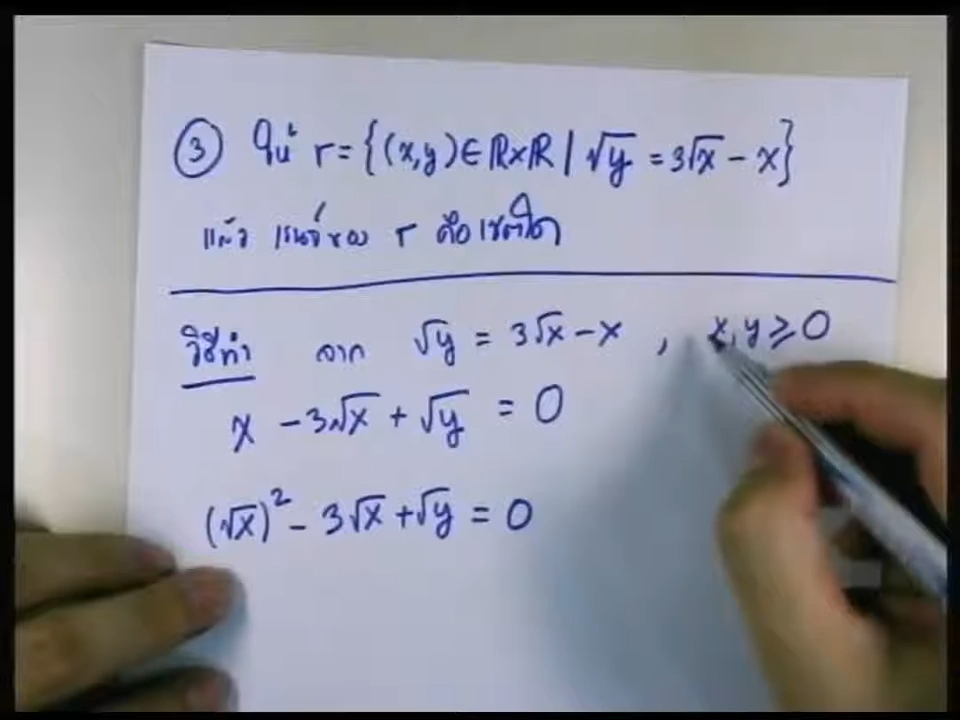 ③ ให้ r = {(x,y) ∈ ℝ×ℝ | √y = 3√x - x}
แล้ว เรนจ์ของ r คือเซตใด
วิธีทำ จาก √y = 3√x - x , x,y ≥ 0
x - 3√x + √y = 0
(√x)² - 3√x + √y = 0